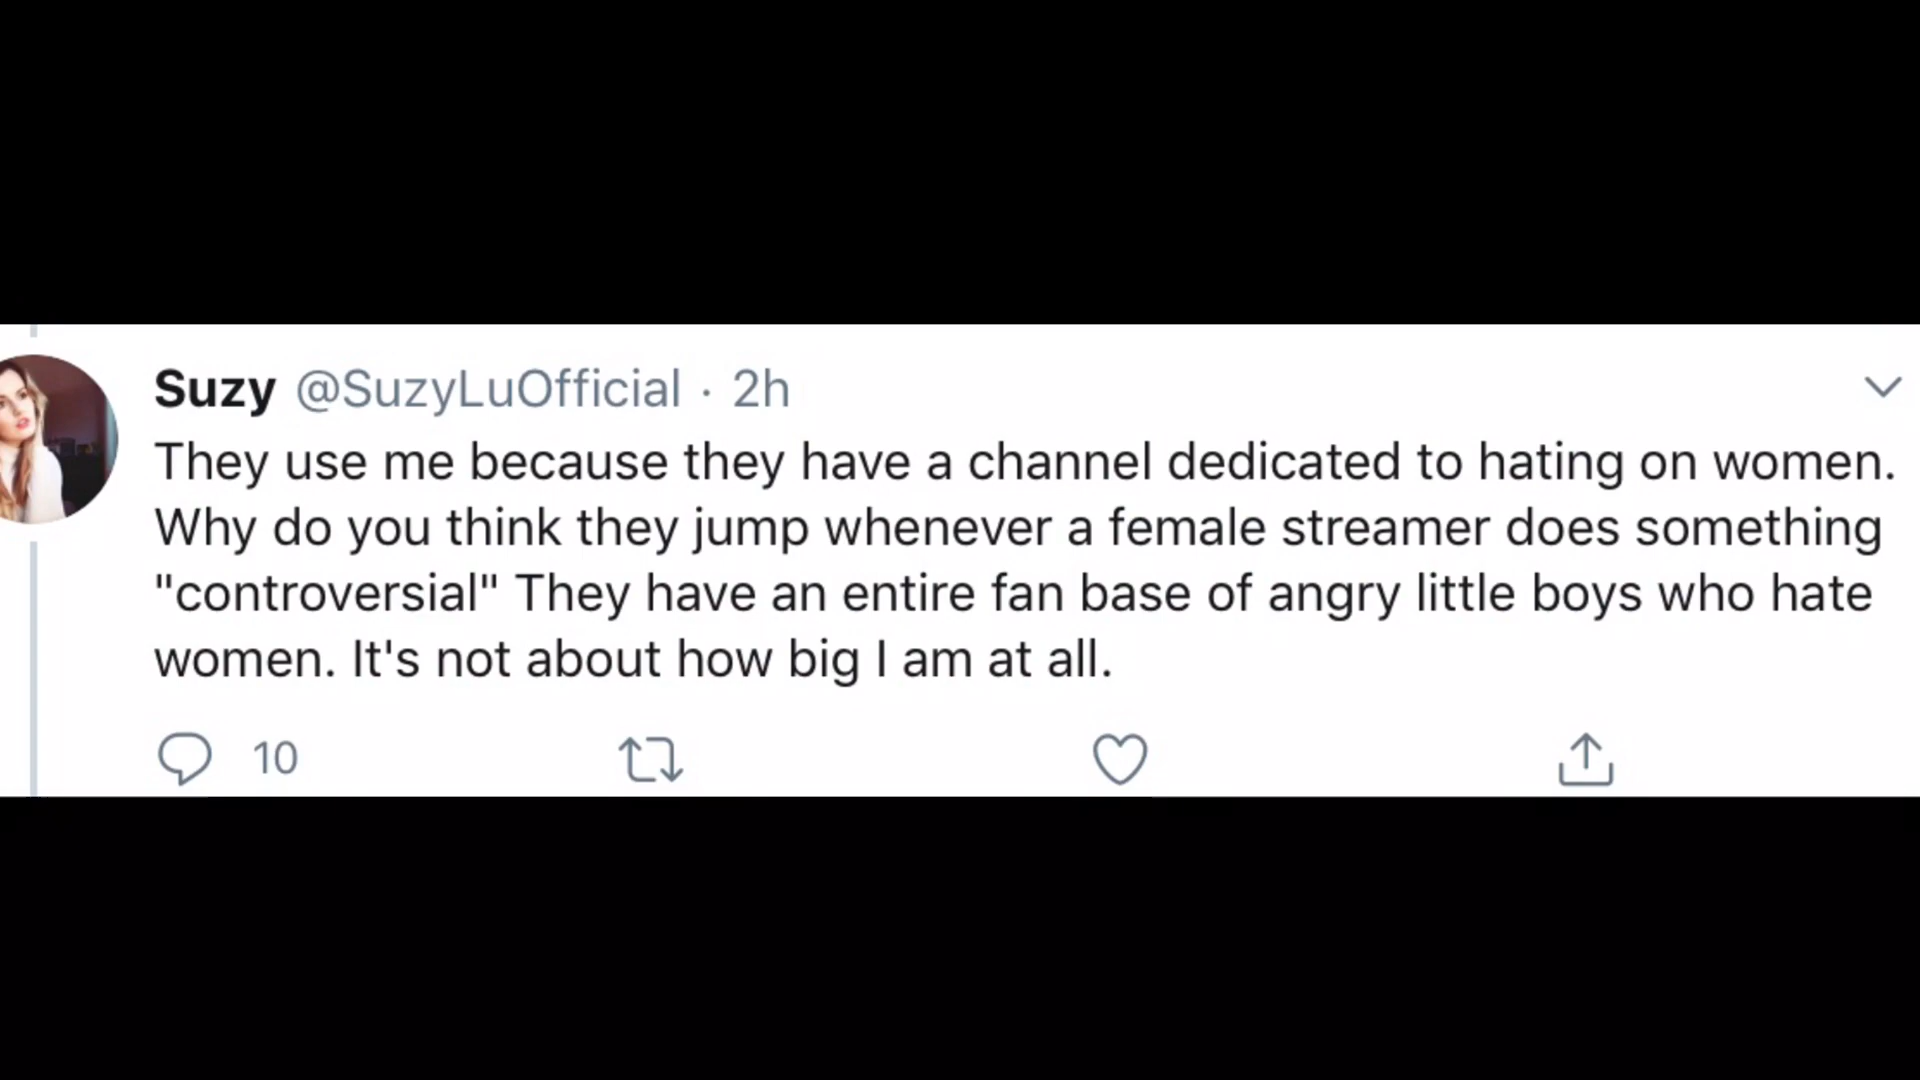 Suzy @SuzyLuOfficial · 2h
They use me because they have a channel dedicated to hating on women.
Why do you think they jump whenever a female streamer does something
"controversial" They have an entire fan base of angry little boys who hate
women. It's not about how big I am at all.
10